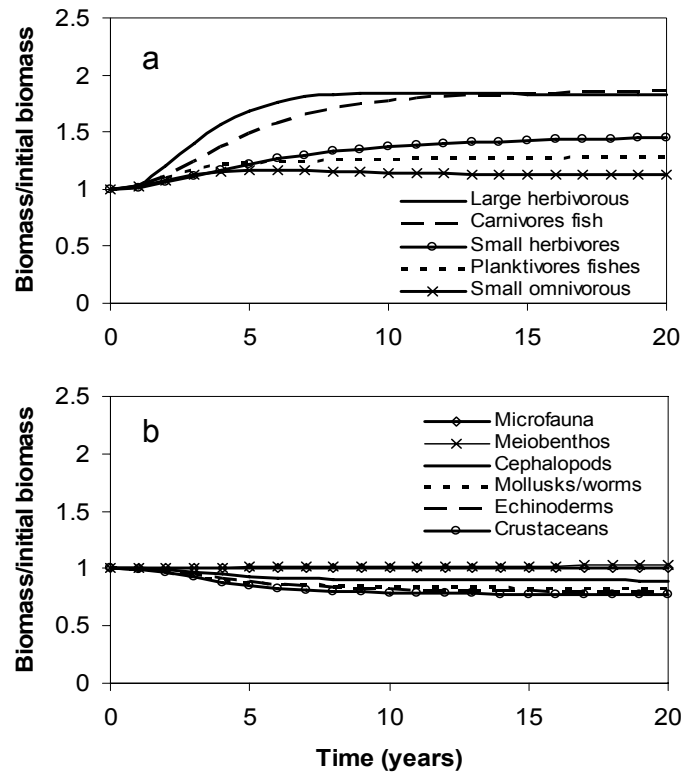 2.5
a
2
1.5
1
0.5
0
Biomass/initial biomass
Large herbivorous
Carnivores fish
Small herbivores
Planktivores fishes
Small omnivorous
0 5 10 15 20
2.5
b
2
1.5
1
0.5
0
Biomass/initial biomass
Microfauna
Meiobenthos
Cephalopods
Mollusks/worms
Echinoderms
Crustaceans
0 5 10 15 20
Time (years)